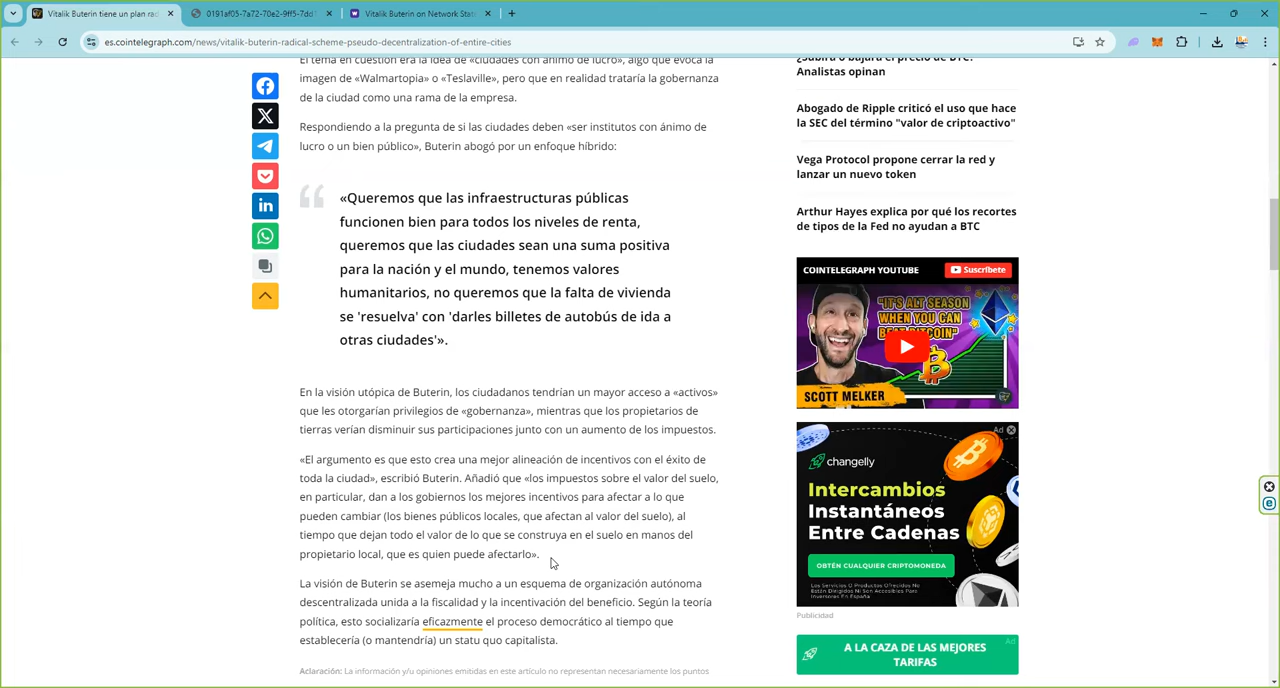 Vitalik Buterin tiene un plan rad
0191af05-7a72-70e2-9ff5-7dd1
Vitalik Buterin on Network Stat
es.cointelegraph.com/news/vitalik-buterin-radical-scheme-pseudo-decentralization-of-entire-cities
El tema en cuestión era la idea de «ciudades con ánimo de lucro», algo que evoca la
imagen de «Walmartopia» o «Teslaville», pero que en realidad trataría la gobernanza
de la ciudad como una rama de la empresa.
Respondiendo a la pregunta de si las ciudades deben «ser institutos con ánimo de
lucro o un bien público», Buterin abogó por un enfoque híbrido:
«Queremos que las infraestructuras públicas
funcionen bien para todos los niveles de renta,
queremos que las ciudades sean una suma positiva
para la nación y el mundo, tenemos valores
humanitarios, no queremos que la falta de vivienda
se 'resuelva' con 'darles billetes de autobús de ida a
otras ciudades'».
En la visión utópica de Buterin, los ciudadanos tendrían un mayor acceso a «activos»
que les otorgarían privilegios de «gobernanza», mientras que los propietarios de
tierras verían disminuir sus participaciones junto con un aumento de los impuestos.
«El argumento es que esto crea una mejor alineación de incentivos con el éxito de
toda la ciudad», escribió Buterin. Añadió que «los impuestos sobre el valor del suelo,
en particular, dan a los gobiernos los mejores incentivos para afectar a lo que
pueden cambiar (los bienes públicos locales, que afectan al valor del suelo), al
tiempo que dejan todo el valor de lo que se construya en el suelo en manos del
propietario local, que es quien puede afectarlo».
La visión de Buterin se asemeja mucho a un esquema de organización autónoma
descentralizada unida a la fiscalidad y la incentivación del beneficio. Según la teoría
política, esto socializaría eficazmente el proceso democrático al tiempo que
establecería (o mantendría) un statu quo capitalista.
Aclaración: La información y/u opiniones emitidas en este artículo no representan necesariamente los puntos
¿Subirá o bajará el precio de BTC?
Analistas opinan
Abogado de Ripple criticó el uso que hace
la SEC del término "valor de criptoactivo"
Vega Protocol propone cerrar la red y
lanzar un nuevo token
Arthur Hayes explica por qué los recortes
de tipos de la Fed no ayudan a BTC
COINTELEGRAPH YOUTUBE
Suscríbete
"IT'S ALT SEASON
WHEN YOU CAN
BEAT BITCOIN"
SCOTT MELKER
Ad
changelly
Intercambios
Instantáneos
Entre Cadenas
OBTÉN CUALQUIER CRIPTOMONEDA
Los Servicios O Productos Ofrecidos No
Están Dirigidos Ni Son Accesibles Para
Inversores En España
Publicidad
Ad
A LA CAZA DE LAS MEJORES
TARIFAS